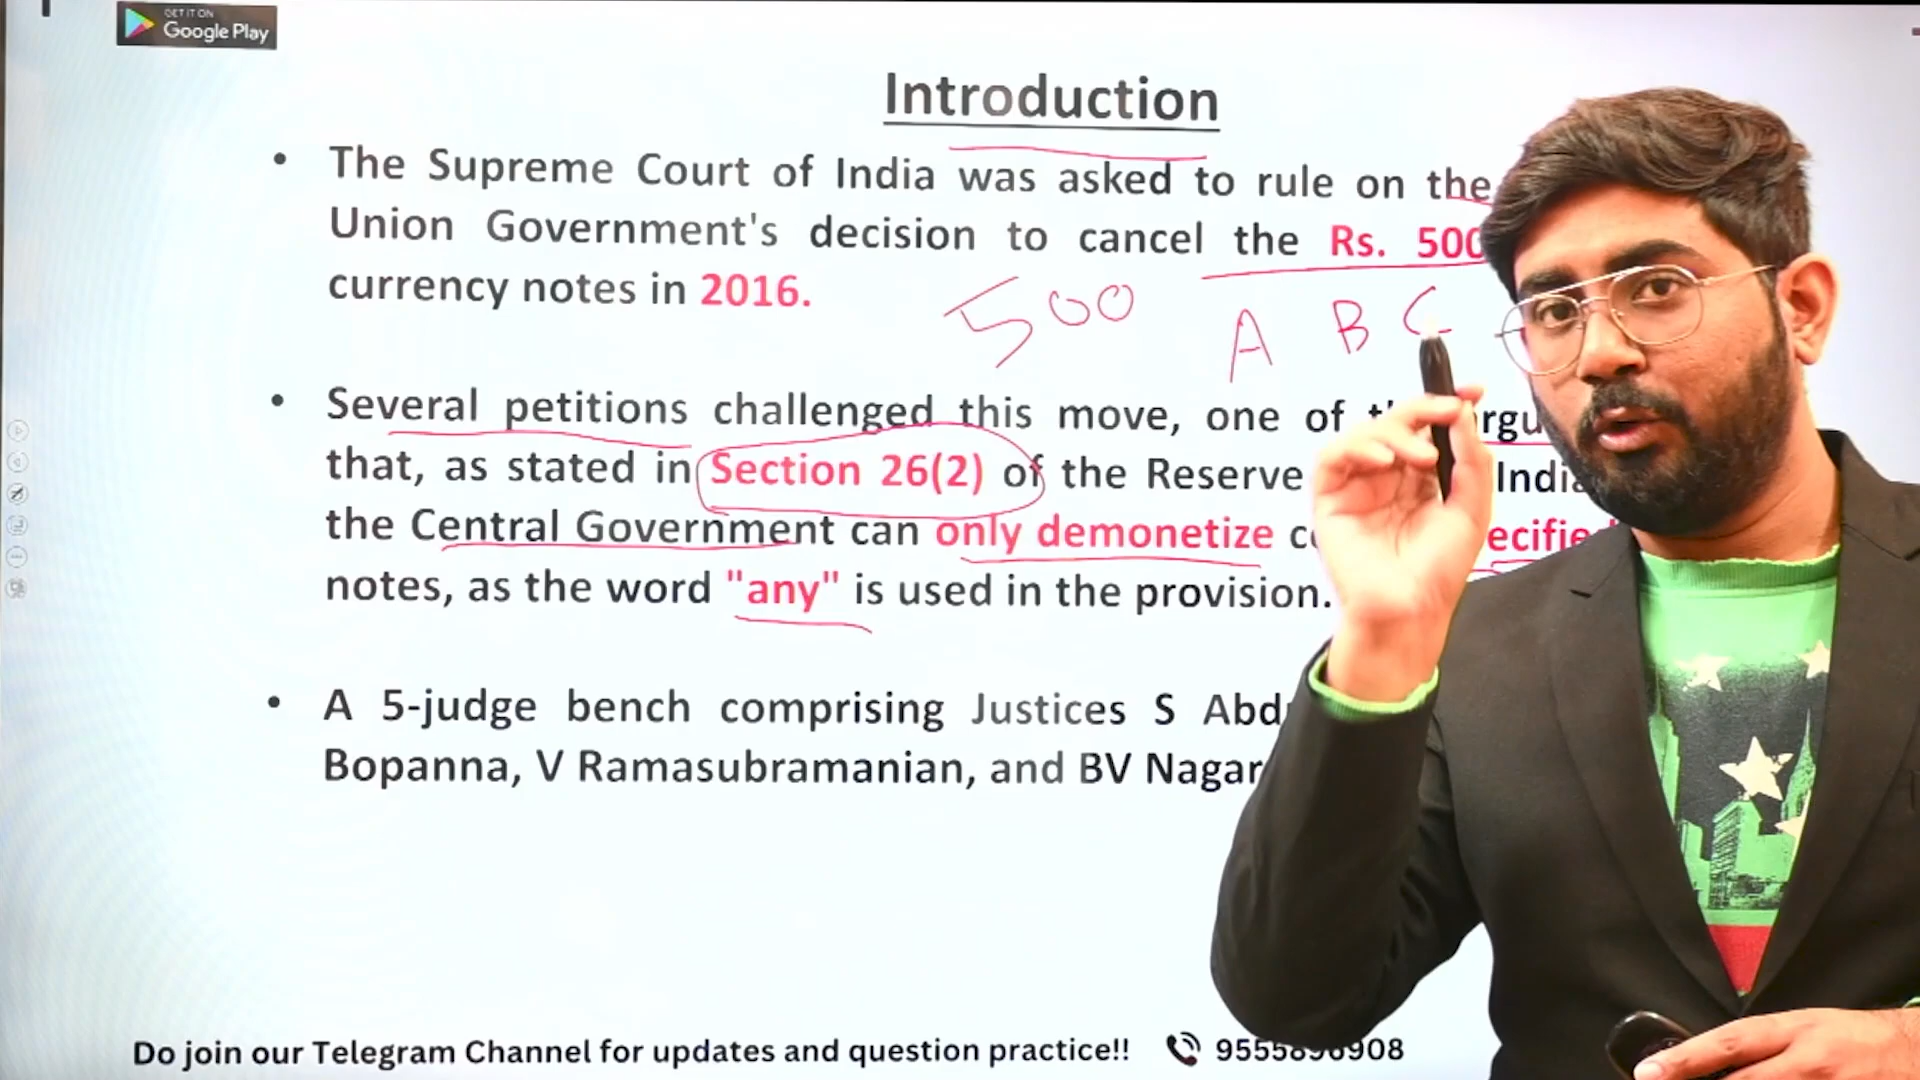 GET IT ON
Google Play
Introduction
• The Supreme Court of India was asked to rule on the
Union Government's decision to cancel the Rs. 500
currency notes in 2016.
500 A B C
• Several petitions challenged this move, one of
that, as stated in Section 26(2) of the Reserve India
the Central Government can only demonetize
notes, as the word "any" is used in the provision.
• A 5-judge bench comprising Justices S
Bopanna, V Ramasubramanian, and BV
Do join our Telegram Channel for updates and question practice!!